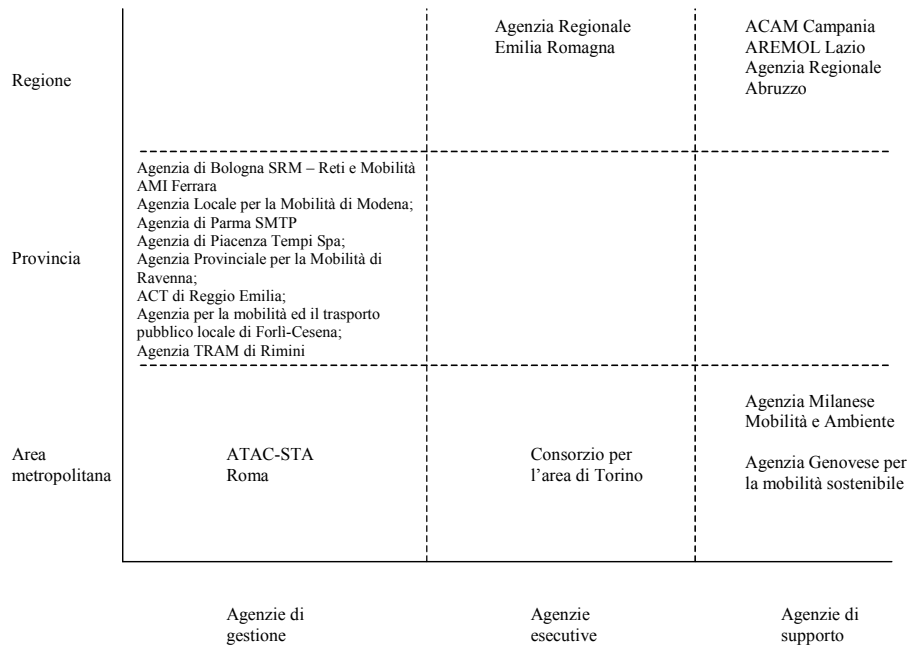 Agenzia Regionale
Emilia Romagna
ACAM Campania
AREMOL Lazio
Agenzia Regionale
Abruzzo
Regione
Agenzia di Bologna SRM – Reti e Mobilità
AMI Ferrara
Agenzia Locale per la Mobilità di Modena;
Agenzia di Parma SMTP
Agenzia di Piacenza Tempi Spa;
Agenzia Provinciale per la Mobilità di
Ravenna;
ACT di Reggio Emilia;
Agenzia per la mobilità ed il trasporto
pubblico locale di Forlì-Cesena;
Agenzia TRAM di Rimini
Provincia
Area
metropolitana
ATAC-STA
Roma
Consorzio per
l’area di Torino
Agenzia Milanese
Mobilità e Ambiente
Agenzia Genovese per
la mobilità sostenibile
Agenzie di
gestione
Agenzie
esecutive
Agenzie di
supporto